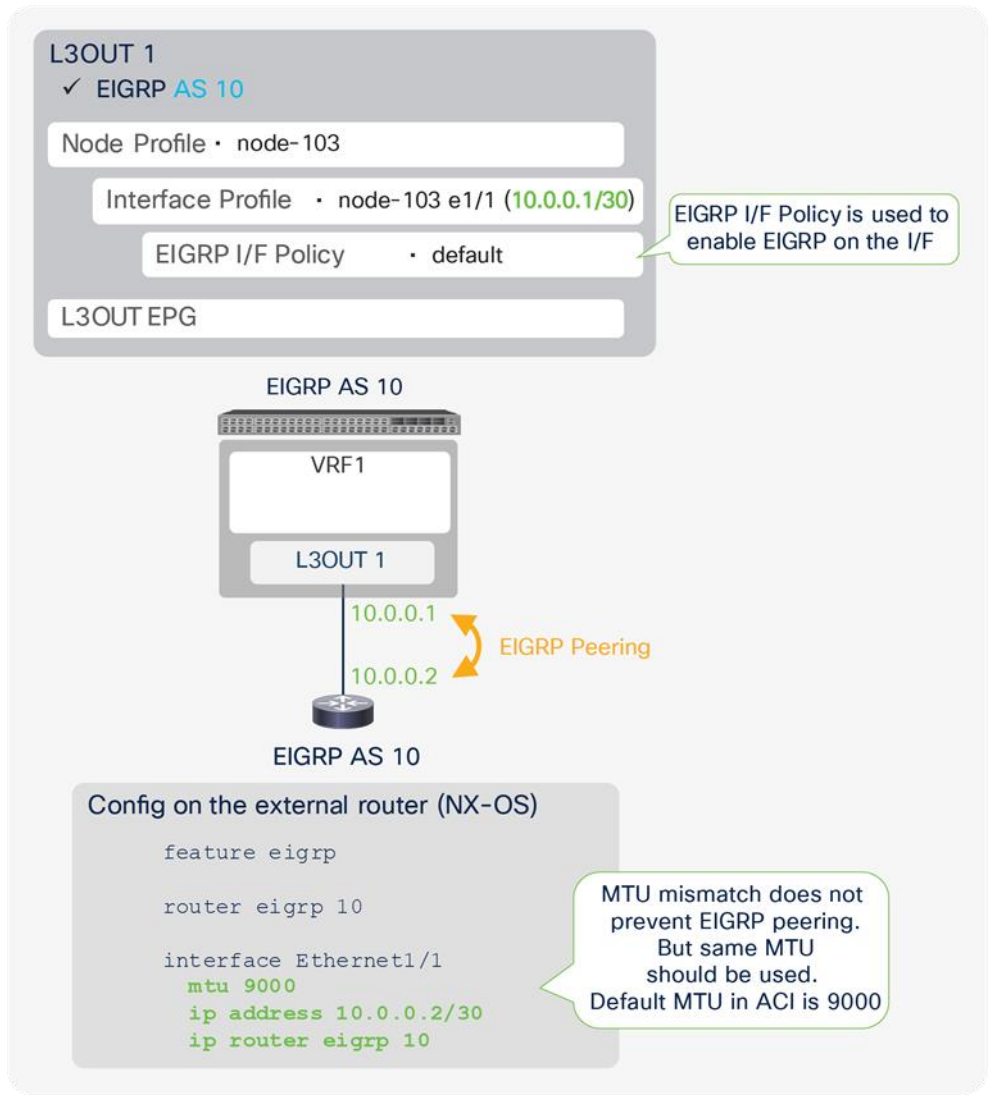 L3OUT 1
✓ EIGRP AS 10
Node Profile · node-103
Interface Profile · node-103 e1/1 (10.0.0.1/30)
EIGRP I/F Policy · default
EIGRP I/F Policy is used to
enable EIGRP on the I/F
L3OUT EPG
EIGRP AS 10
VRF1
L3OUT 1
10.0.0.1
EIGRP Peering
10.0.0.2
EIGRP AS 10
Config on the external router (NX-OS)
feature eigrp
router eigrp 10
interface Ethernet1/1
mtu 9000
ip address 10.0.0.2/30
ip router eigrp 10
MTU mismatch does not
prevent EIGRP peering.
But same MTU
should be used.
Default MTU in ACI is 9000